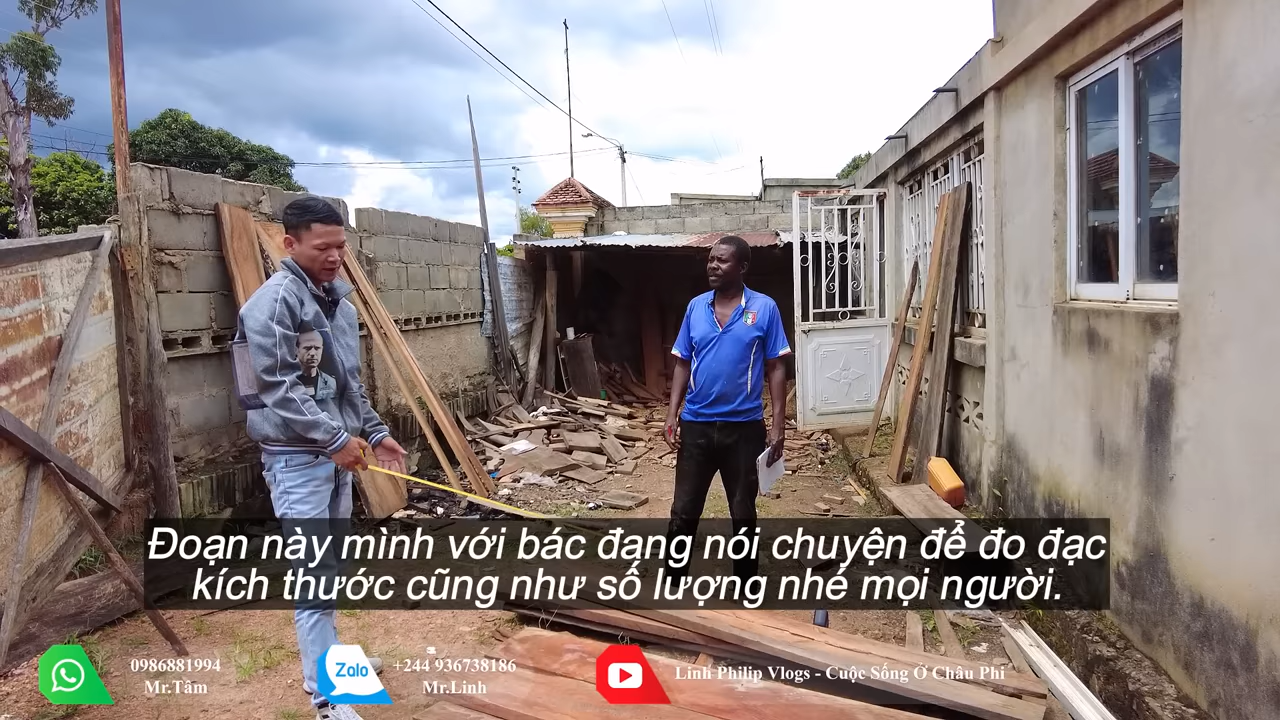 Đoạn này mình với bác đang nói chuyện để đo đạc
kích thước cũng như số lượng nhé mọi người.
0986881994
Mr.Tâm
Zalo
+244 936738186
Mr.Linh
Linh Philip Vlogs - Cuộc Sống Ở Châu Phi